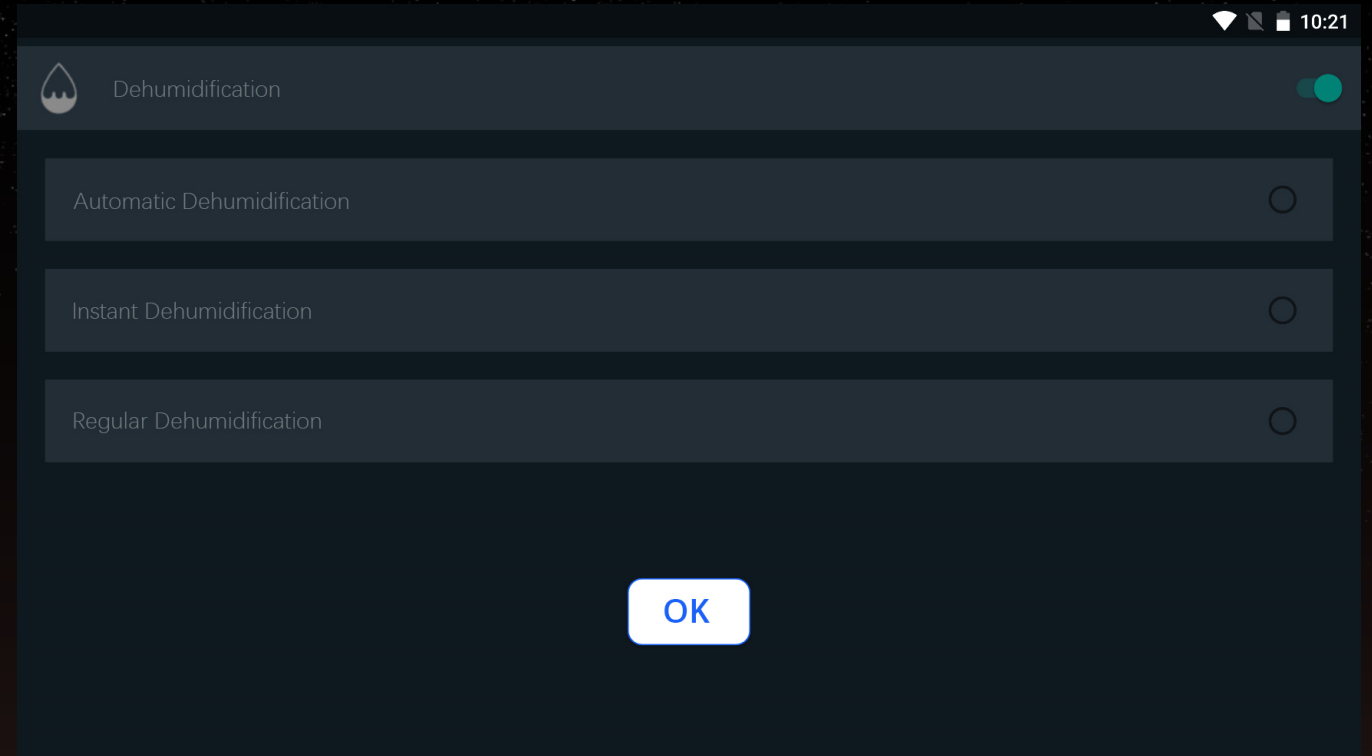 10:21
Dehumidification
Automatic Dehumidification
Instant Dehumidification
Regular Dehumidification
OK